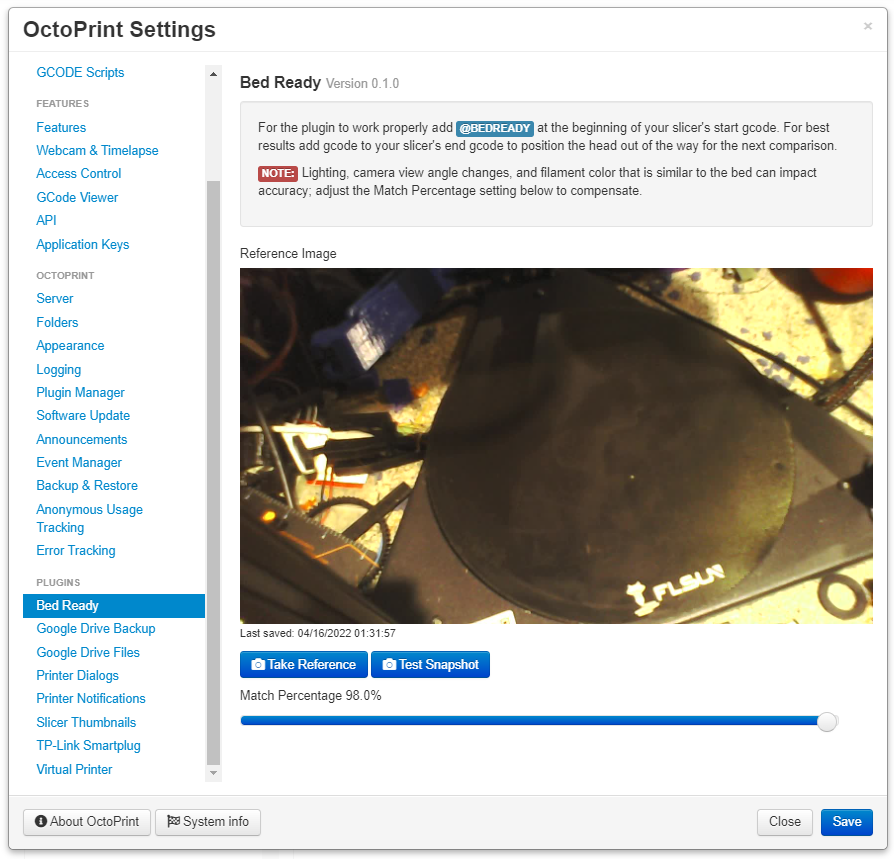 OctoPrint Settings
×
GCODE Scripts
FEATURES
Features
Webcam & Timelapse
Access Control
GCode Viewer
API
Application Keys
OCTOPRINT
Server
Folders
Appearance
Logging
Plugin Manager
Software Update
Announcements
Event Manager
Backup & Restore
Anonymous Usage
Tracking
Error Tracking
PLUGINS
Bed Ready
Google Drive Backup
Google Drive Files
Printer Dialogs
Printer Notifications
Slicer Thumbnails
TP-Link Smartplug
Virtual Printer
Bed Ready Version 0.1.0
For the plugin to work properly add @BEDREADY at the beginning of your slicer's start gcode. For best
results add gcode to your slicer's end gcode to position the head out of the way for the next comparison.
NOTE: Lighting, camera view angle changes, and filament color that is similar to the bed can impact
accuracy; adjust the Match Percentage setting below to compensate.
Reference Image
FLSUN
Last saved: 04/16/2022 01:31:57
Take Reference Test Snapshot
Match Percentage 98.0%
About OctoPrint System info Close Save